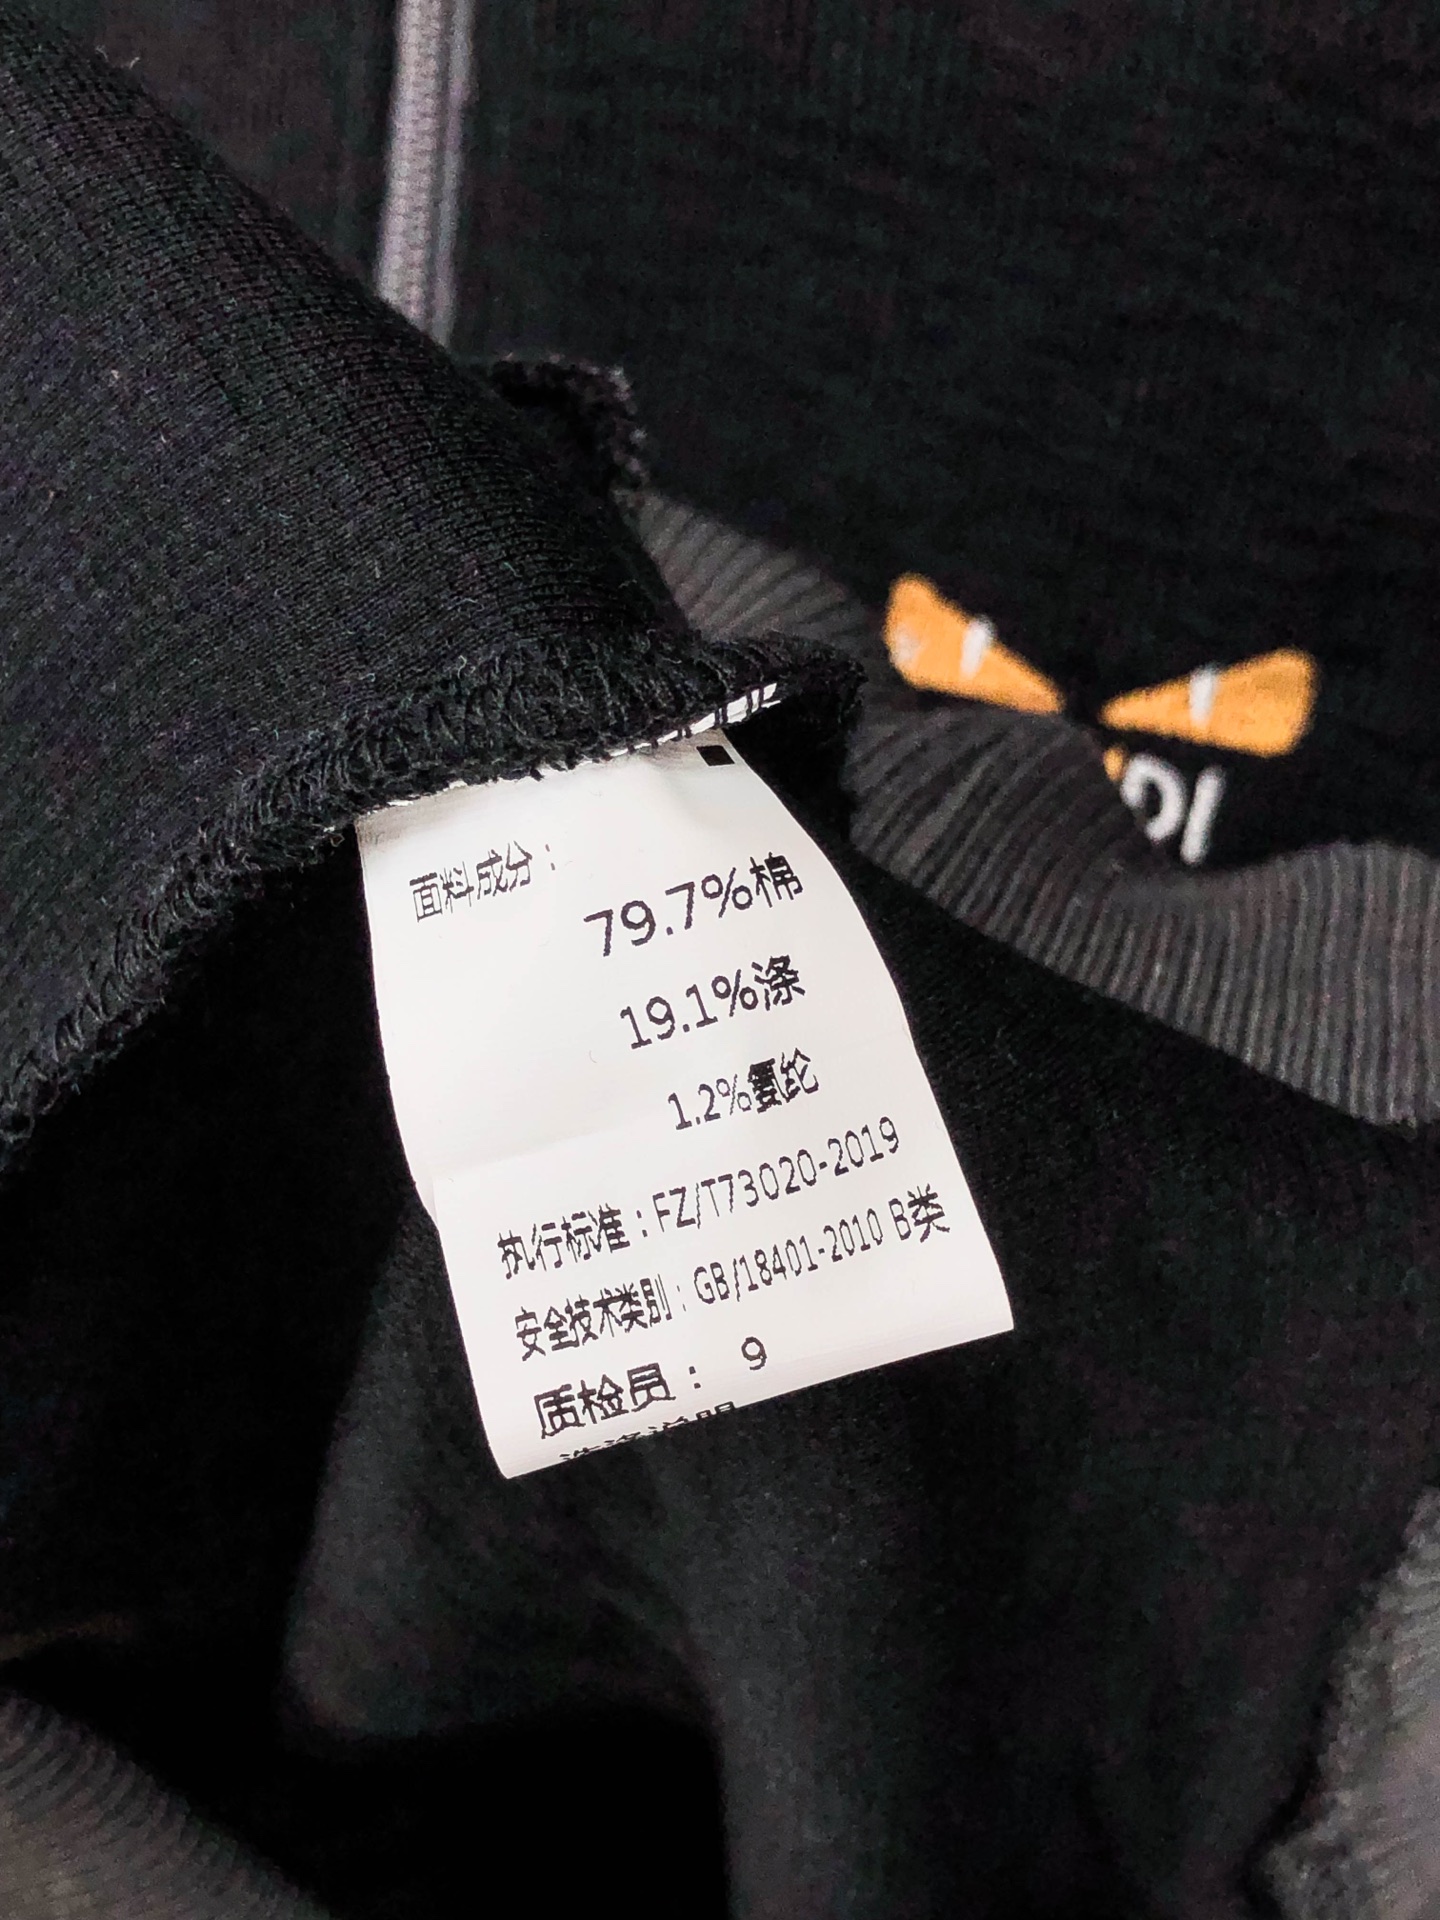 面料成分：
79.7%棉
19.1%涤
1.2%氨纶
执行标准：FZ/T73020-2019
安全技术类别：GB/18401-2010 B类
质检员： 9